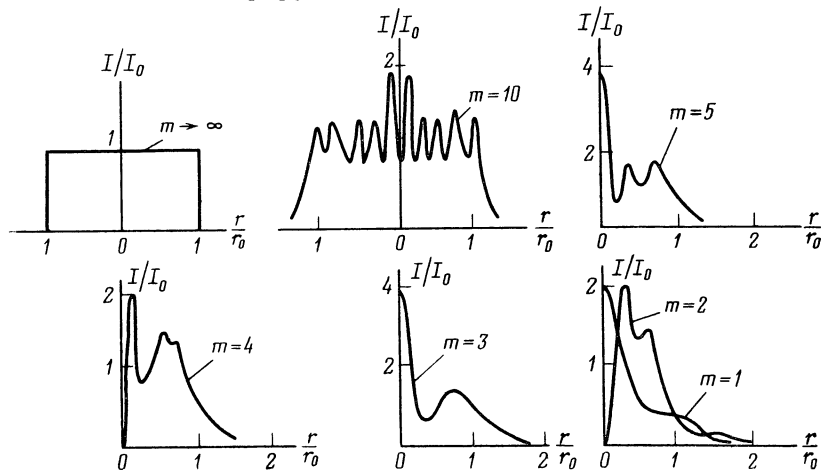 I/I₀
1
m → ∞
1 0 1 r/r₀
I/I₀
2
m = 10
1 0 1 r/r₀
I/I₀
4
2
m = 5
0 1 2 r/r₀
I/I₀
2
1
m = 4
0 1 2 r/r₀
I/I₀
4
2
m = 3
0 1 2 r/r₀
I/I₀
2
1
m = 2
m = 1
0 1 2 r/r₀